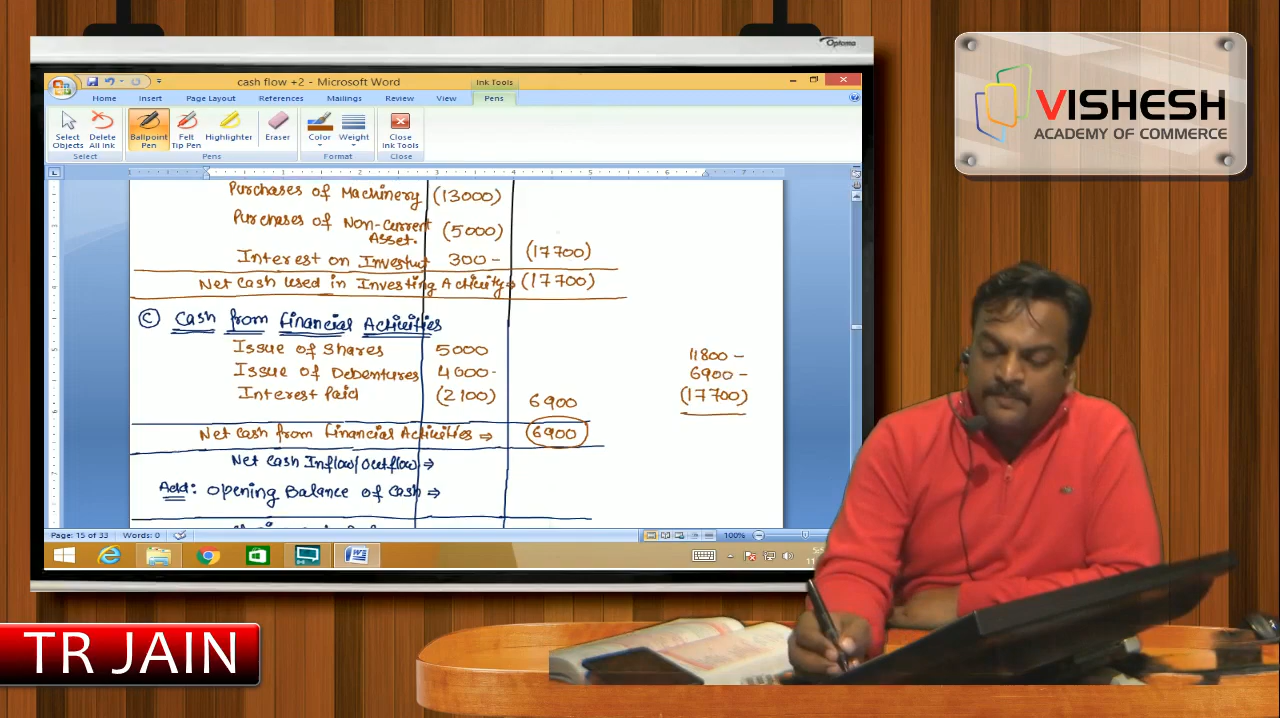 Optoma
cash flow +2 - Microsoft Word
Ink Tools
Home Insert Page Layout References Mailings Review View Pens
Select Objects
Delete All Ink
Ballpoint Pen
Felt Tip Pen
Highlighter
Eraser
Color
Weight
Close Ink Tools
Select
Pens
Format
Close
Purchases of Machinery (13000)
Purchases of Non-Current Asset. (5000)
Interest on Investmt 300 - (17700)
Net Cash Used in Investing Activity⇒ (17700)
© Cash from Financial Activities
Issue of Shares 5000
Issue of Debentures 4000-
Interest Paid (2100) 6900
Net cash from Financial Activities ⇒ 6900
Net Cash Inflow/Outflow ⇒
Add: Opening Balance of Cash ⇒
11800 -
6900 -
(17700)
Page: 15 of 33 Words: 0
100%
VISHESH
ACADEMY OF COMMERCE
TR JAIN